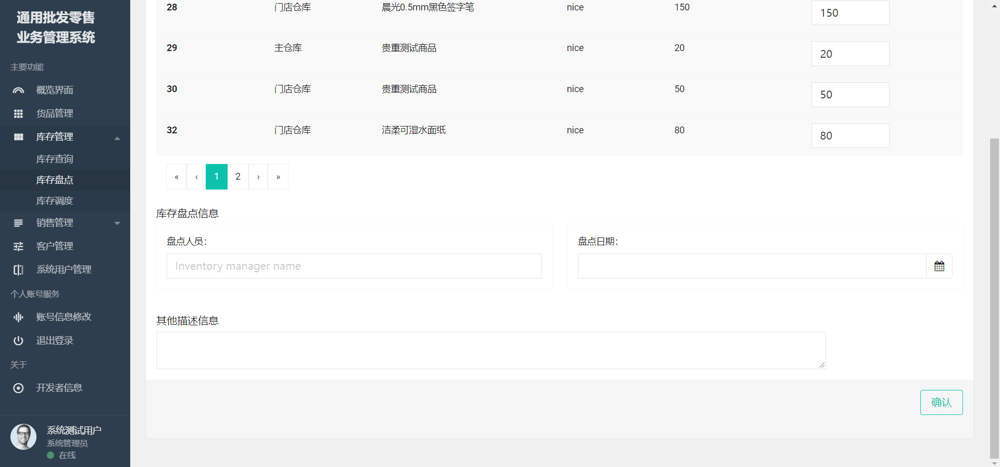 通用批发零售
业务管理系统
主要功能
概览界面
货品管理
库存管理
库存查询
库存盘点
库存调度
销售管理
客户管理
系统用户管理
个人账号服务
账号信息修改
退出登录
关于
开发者信息
系统测试用户
系统管理员
在线
28 门店仓库 晨光0.5mm黑色签字笔 nice 150 150
29 主仓库 贵重测试商品 nice 20 20
30 门店仓库 贵重测试商品 nice 50 50
32 门店仓库 洁柔可湿水面纸 nice 80 80
« ‹ 1 2 › »
库存盘点信息
盘点人员：
Inventory manager name
盘点日期：
其他描述信息
确认